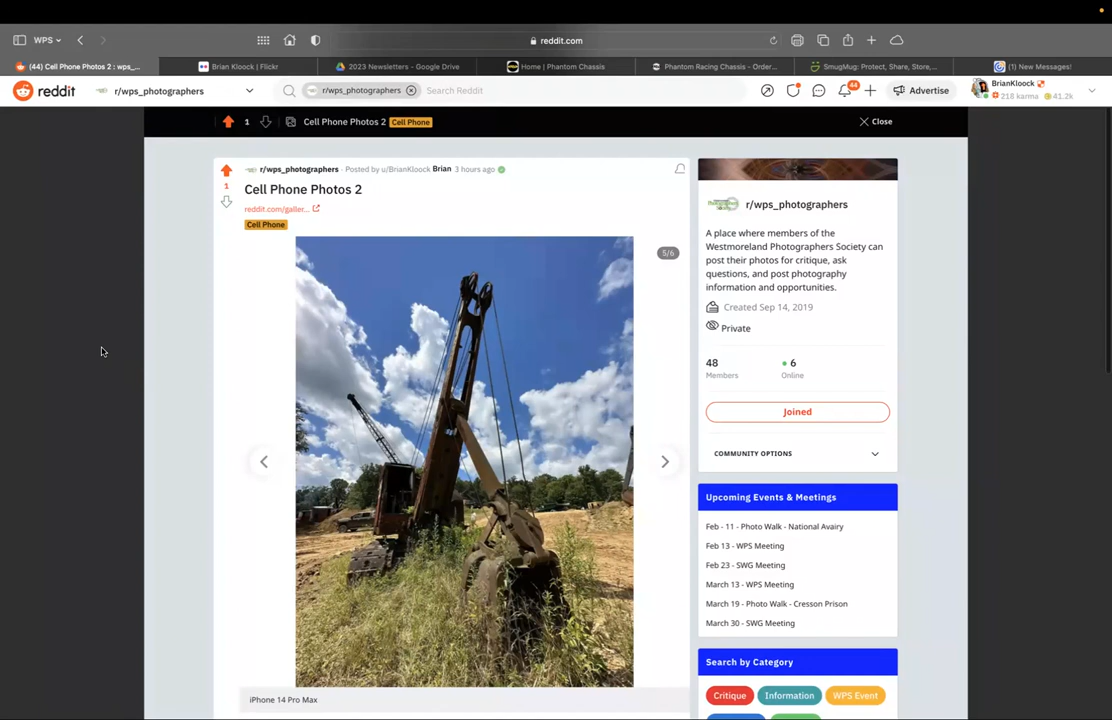 WPS
reddit.com
(44) Cell Phone Photos 2 : wps_...
Brian Kloock | Flickr
2023 Newsletters - Google Drive
Home | Phantom Chassis
Phantom Racing Chassis - Order...
SmugMug: Protect, Share, Store,...
(1) New Messages!
reddit
r/wps_photographers
r/wps_photographers
Search Reddit
44
Advertise
BrianKloock
218 karma
41.2k
1
Cell Phone Photos 2
Cell Phone
Close
r/wps_photographers · Posted by u/BrianKloock Brian 3 hours ago
1
Cell Phone Photos 2
reddit.com/galler...
Cell Phone
5/6
iPhone 14 Pro Max
r/wps_photographers
A place where members of the
Westmoreland Photographers Society can
post their photos for critique, ask
questions, and post photography
information and opportunities.
Created Sep 14, 2019
Private
48
Members
6
Online
Joined
COMMUNITY OPTIONS
Upcoming Events & Meetings
Feb - 11 - Photo Walk - National Avairy
Feb 13 - WPS Meeting
Feb 23 - SWG Meeting
March 13 - WPS Meeting
March 19 - Photo Walk - Cresson Prison
March 30 - SWG Meeting
Search by Category
Critique
Information
WPS Event